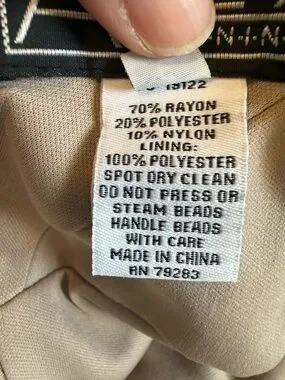 N·I·N
19122
70% RAYON
20% POLYESTER
10% NYLON
LINING:
100% POLYESTER
SPOT DRY CLEAN
DO NOT PRESS OR
STEAM BEADS
HANDLE BEADS
WITH CARE
MADE IN CHINA
RN 79283